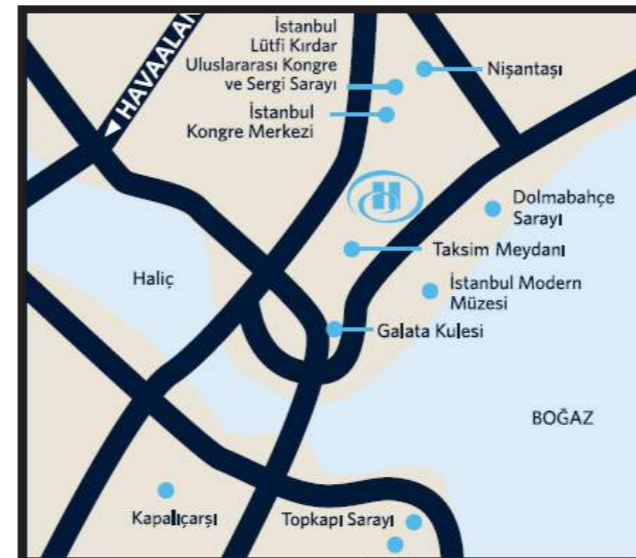 HAVAALAN
İstanbul
Lütfi Kırdar
Uluslararası Kongre
ve Sergi Sarayı
Nişantaşı
İstanbul
Kongre Merkezi
H
Dolmabahçe
Sarayı
Taksim Meydanı
Haliç
İstanbul Modern
Müzesi
Galata Kulesi
BOĞAZ
Kapalıçarşı
Topkapı Sarayı